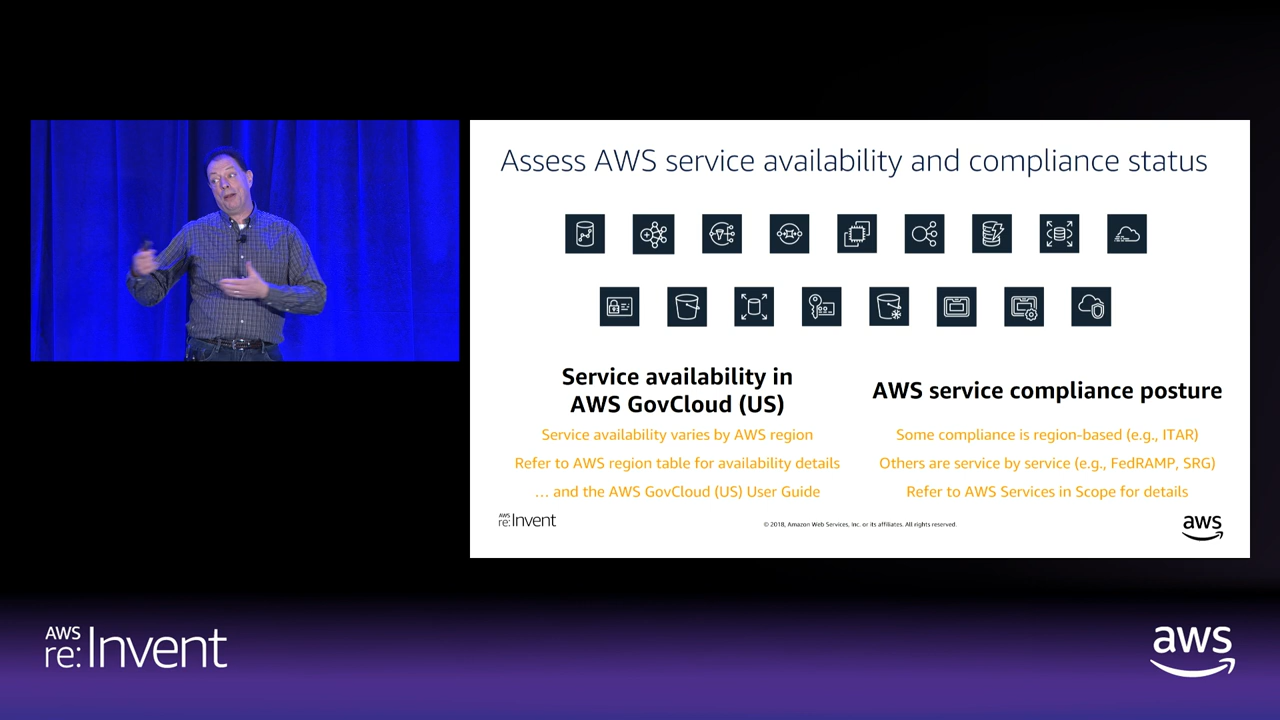 Assess AWS service availability and compliance status
Service availability in
AWS GovCloud (US)
Service availability varies by AWS region
Refer to AWS region table for availability details
… and the AWS GovCloud (US) User Guide
AWS service compliance posture
Some compliance is region-based (e.g., ITAR)
Others are service by service (e.g., FedRAMP, SRG)
Refer to AWS Services in Scope for details
AWS
re:Invent
© 2018, Amazon Web Services, Inc. or its affiliates. All rights reserved.
aws
AWS
re:Invent
aws